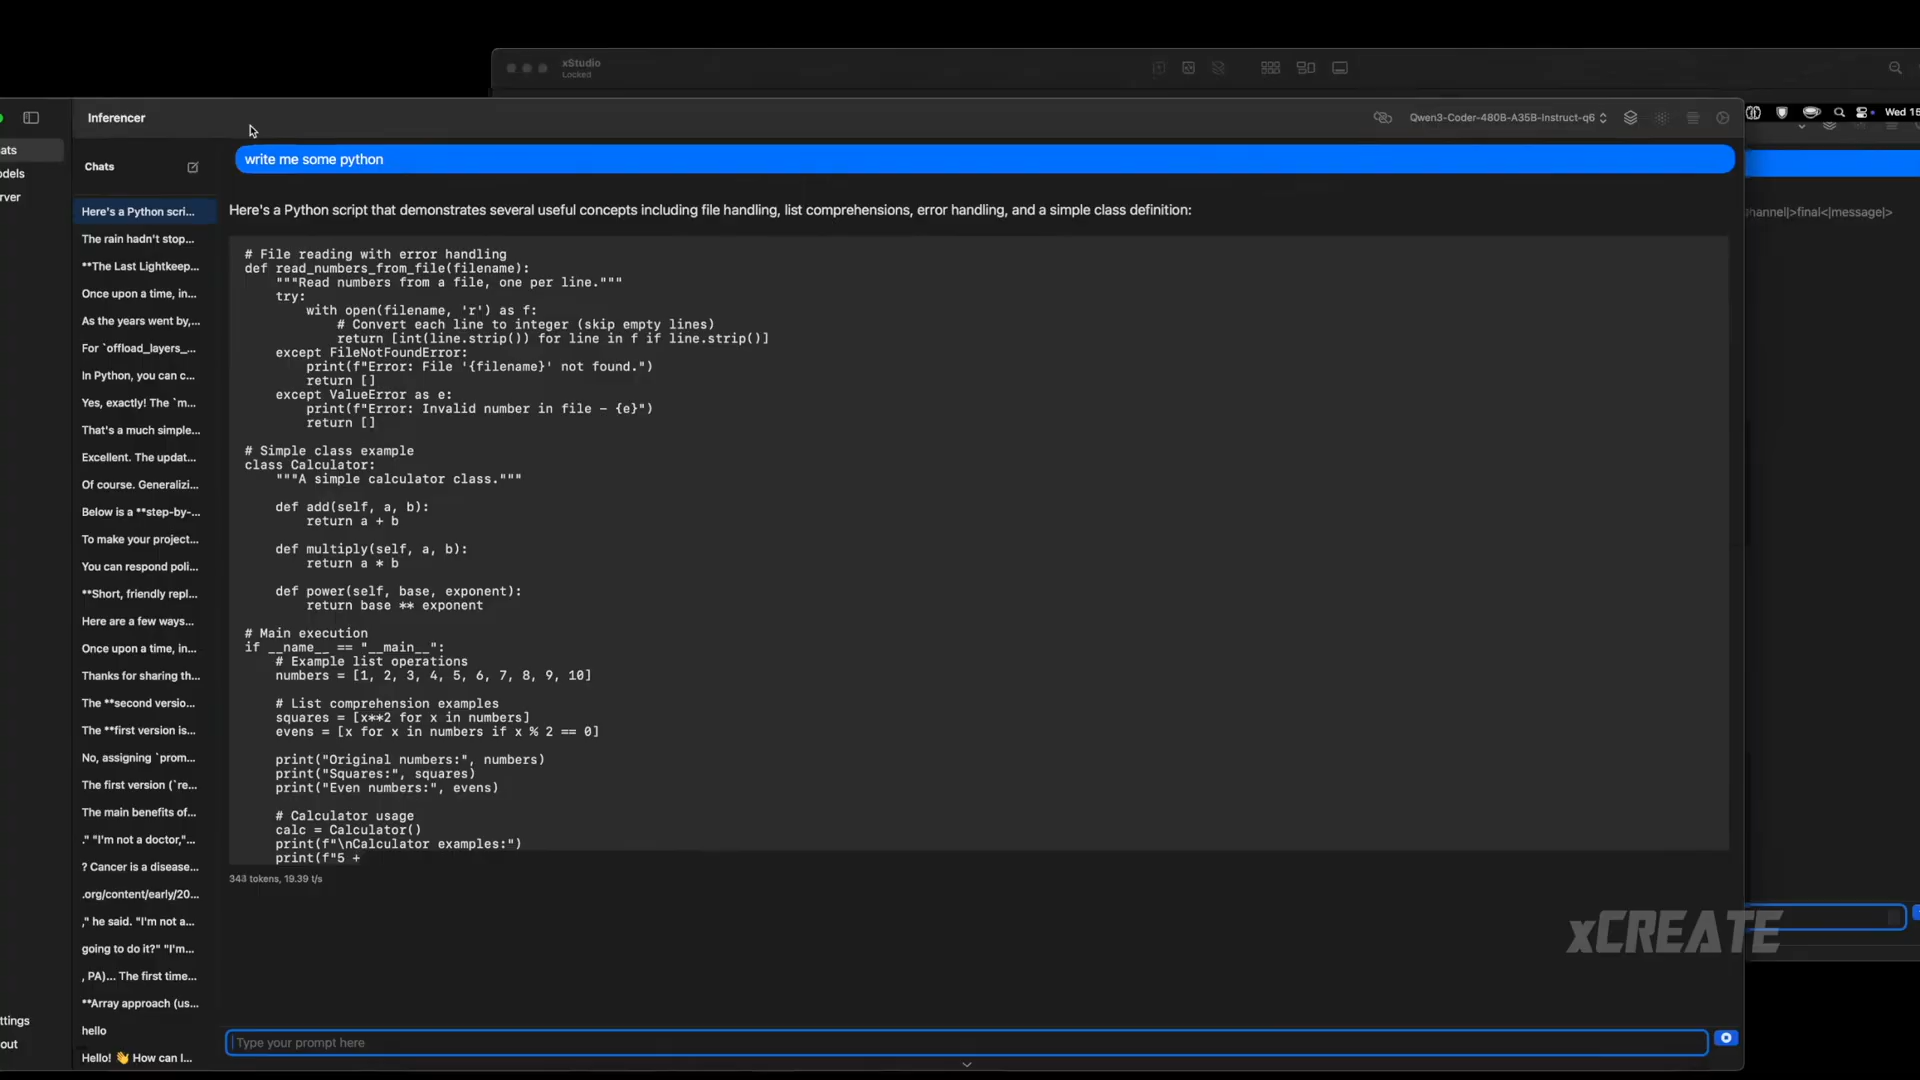 xStudio
Locked
Wed 15
Inferencer
Qwen3-Coder-480B-A35B-Instruct-q6
ats
odels
rver
ttings
out
Chats
Here's a Python scri...
The rain hadn't stop...
**The Last Lightkeep...
Once upon a time, in...
As the years went by,...
For `offload_layers_...
In Python, you can c...
Yes, exactly! The `m...
That's a much simple...
Excellent. The updat...
Of course. Generalizi...
Below is a **step-by-...
To make your project...
You can respond poli...
**Short, friendly repl...
Here are a few ways...
Once upon a time, in...
Thanks for sharing th...
The **second versio...
The **first version is...
No, assigning `prom...
The first version (`re...
The main benefits of...
." "I'm not a doctor,"...
? Cancer is a disease...
.org/content/early/20...
," he said. "I'm not a...
going to do it?" "I'm...
, PA)... The first time...
**Array approach (us...
hello
Hello! 👋 How can I...
write me some python
Here's a Python script that demonstrates several useful concepts including file handling, list comprehensions, error handling, and a simple class definition:
# File reading with error handling
def read_numbers_from_file(filename):
    """Read numbers from a file, one per line."""
    try:
        with open(filename, 'r') as f:
            # Convert each line to integer (skip empty lines)
            return [int(line.strip()) for line in f if line.strip()]
    except FileNotFoundError:
        print(f"Error: File '{filename}' not found.")
        return []
    except ValueError as e:
        print(f"Error: Invalid number in file – {e}")
        return []
# Simple class example
class Calculator:
    """A simple calculator class."""
    def add(self, a, b):
        return a + b
    def multiply(self, a, b):
        return a * b
    def power(self, base, exponent):
        return base ** exponent
# Main execution
if __name__ == "__main__":
    # Example list operations
    numbers = [1, 2, 3, 4, 5, 6, 7, 8, 9, 10]
    # List comprehension examples
    squares = [x**2 for x in numbers]
    evens = [x for x in numbers if x % 2 == 0]
    print("Original numbers:", numbers)
    print("Squares:", squares)
    print("Even numbers:", evens)
    # Calculator usage
    calc = Calculator()
    print(f"\nCalculator examples:")
    print(f"5 +
343 tokens, 19.39 t/s
Type your prompt here
hannel|>final<|message|>
xCREATE